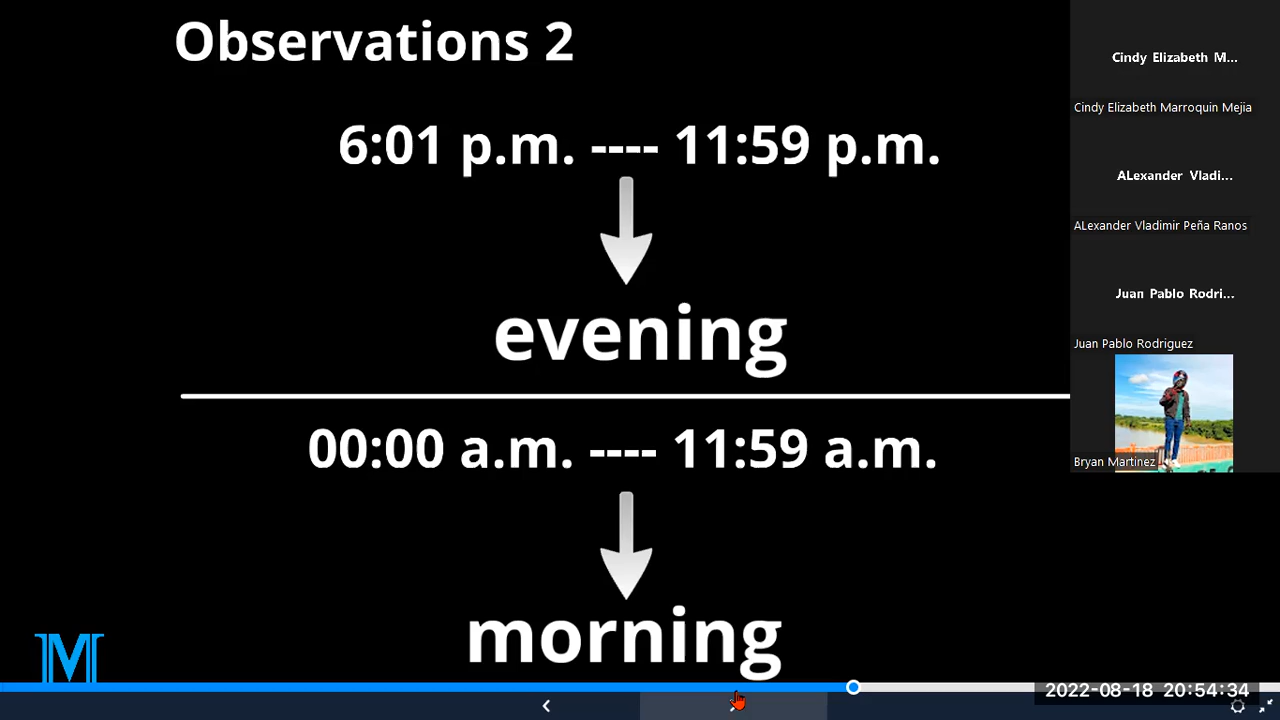 Observations 2
6:01 p.m. ---- 11:59 p.m.
evening
00:00 a.m. ---- 11:59 a.m.
morning
M
Cindy Elizabeth M...
Cindy Elizabeth Marroquin Mejia
ALexander Vladi...
ALexander Vladimir Peña Ranos
Juan Pablo Rodri...
Juan Pablo Rodriguez
Bryan Martinez
2022-08-18 20:54:34